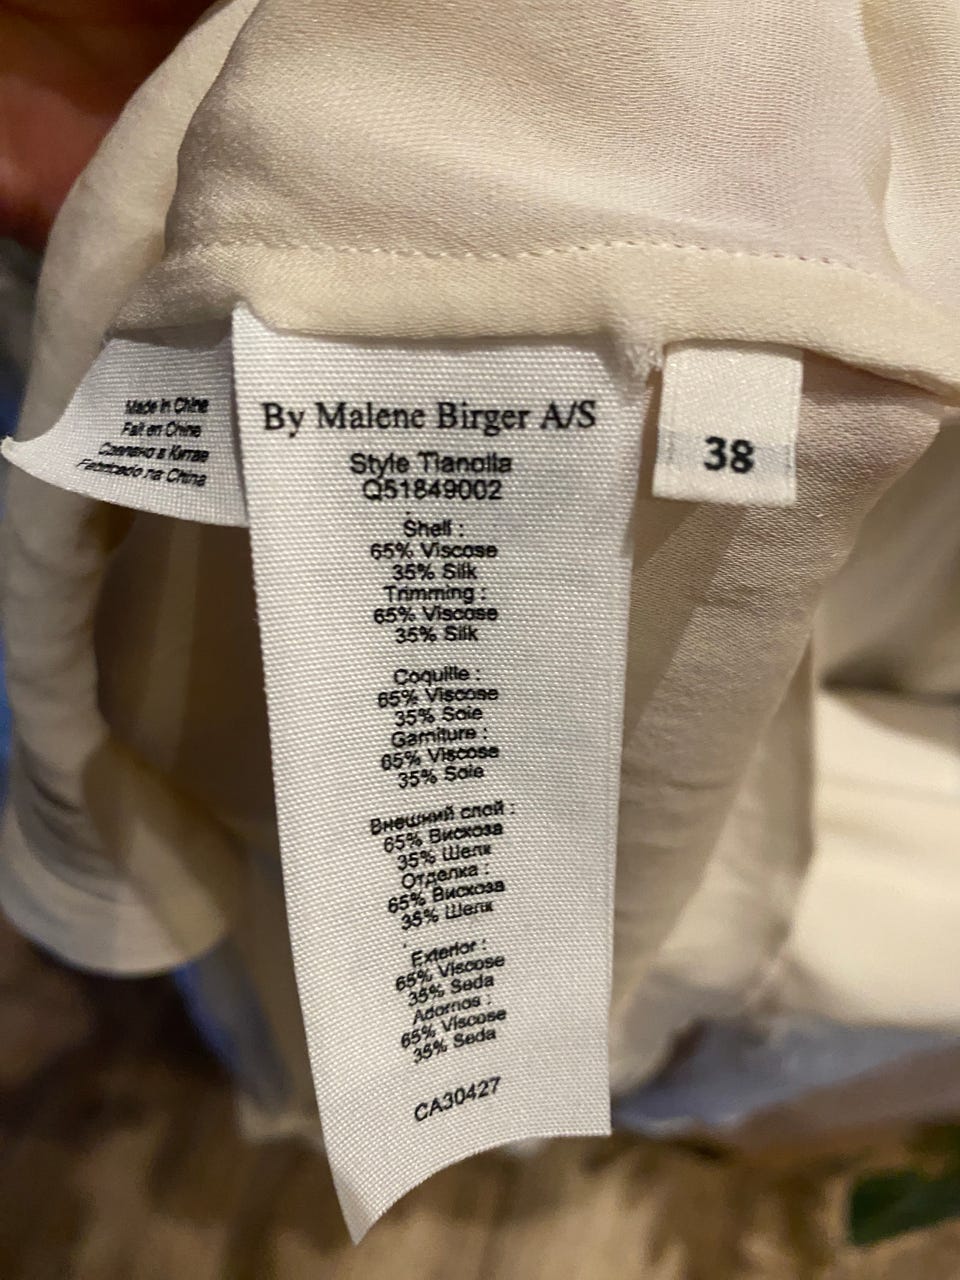 Made in China
Fait en Chine
Сделано в Китае
Fabricado na China
By Malene Birger A/S
Style Tianolla
Q51849002
Shell :
65% Viscose
35% Silk
Trimming :
65% Viscose
35% Silk
Coquille :
65% Viscose
35% Soie
Garniture :
65% Viscose
35% Soie
Внешний слой :
65% Вискоза
35% Шелк
Отделка :
65% Вискоза
35% Шелк
Exterior :
65% Viscose
35% Seda
Adornos :
65% Viscose
35% Seda
CA30427
38